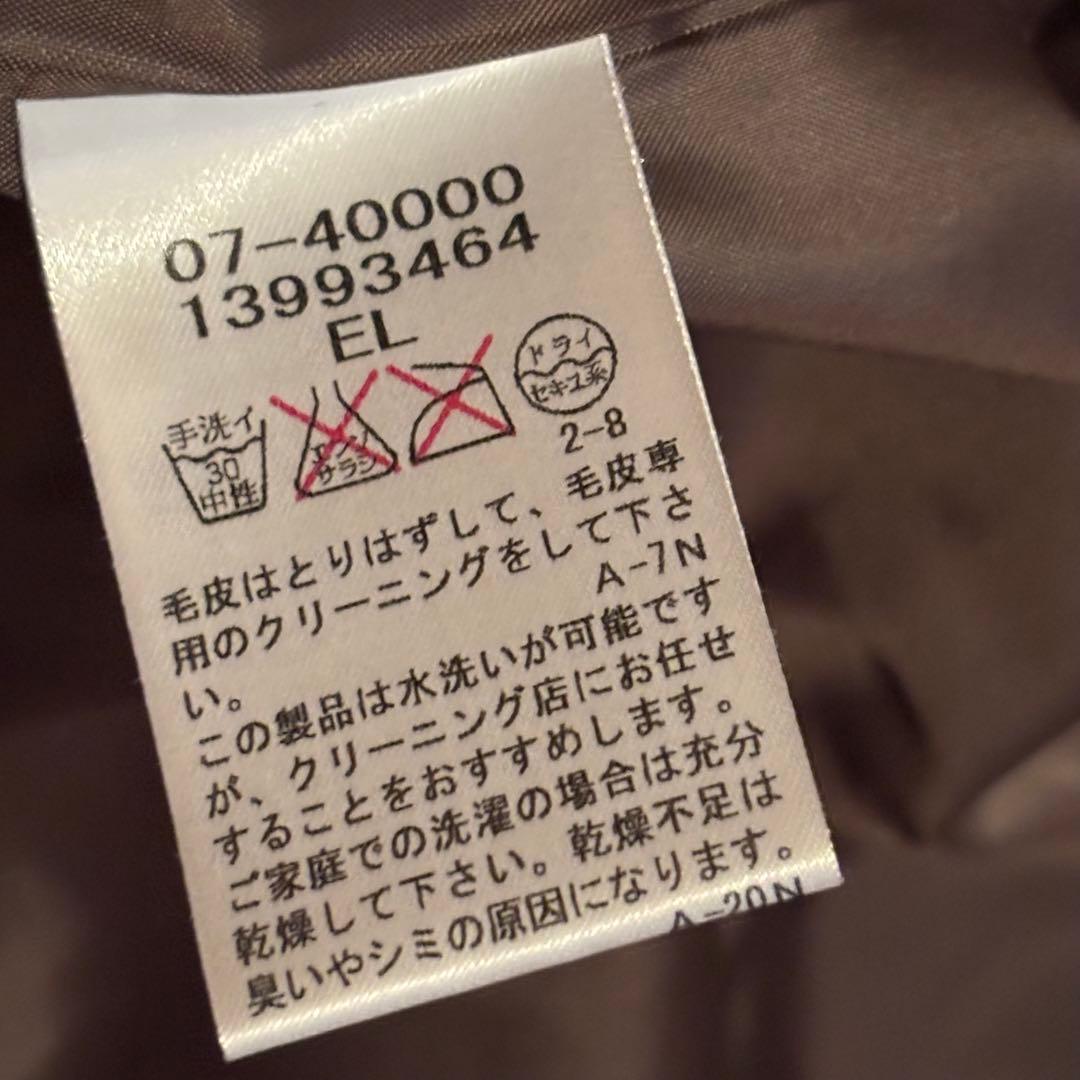 07-40000
13993464
EL
手洗イ
30
中性
エンソ
サラシ
ドライ
セキユ系
2-8
毛皮はとりはずして、毛皮専
用のクリーニングをして下さ
い。
A-7N
この製品は水洗いが可能です
が、クリーニング店にお任せ
することをおすすめします。
ご家庭での洗濯の場合は充分
乾燥して下さい。乾燥不足は
臭いやシミの原因になります。
A-20N